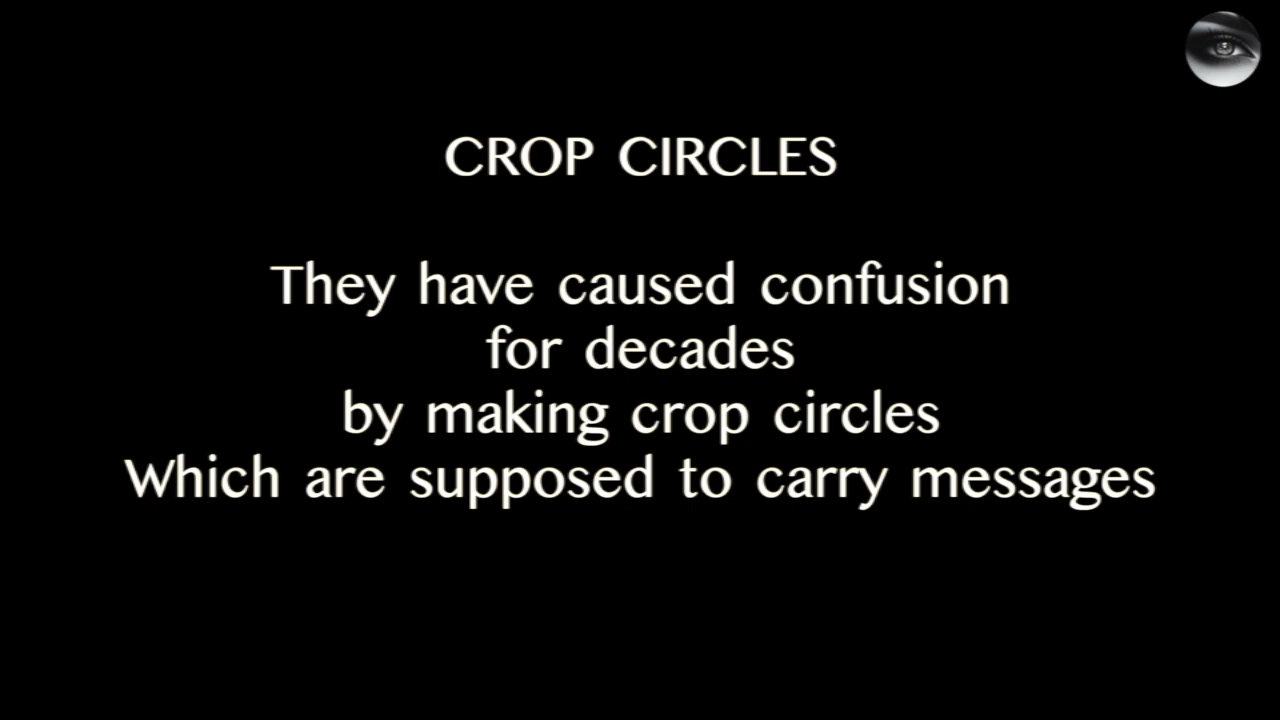 CROP CIRCLES
They have caused confusion
for decades
by making crop circles
Which are supposed to carry messages